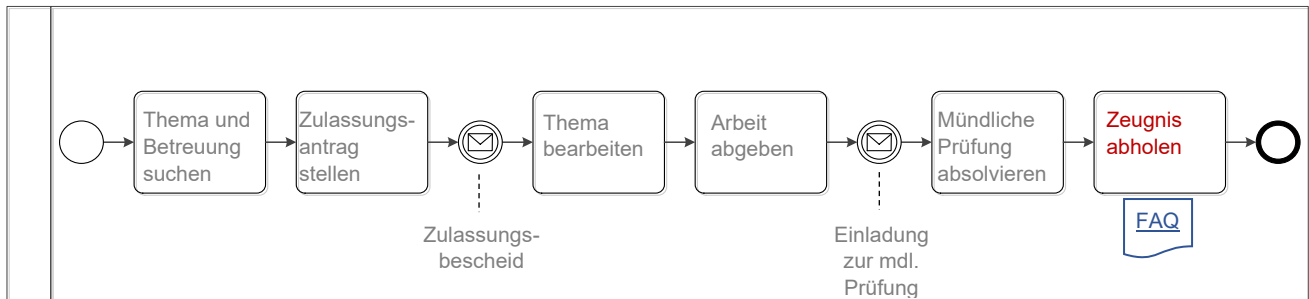 Thema und
Betreuung
suchen
Zulassungs-
antrag
stellen
Zulassungs-
bescheid
Thema
bearbeiten
Arbeit
abgeben
Einladung
zur mdl.
Prüfung
Mündliche
Prüfung
absolvieren
Zeugnis
abholen
FAQ